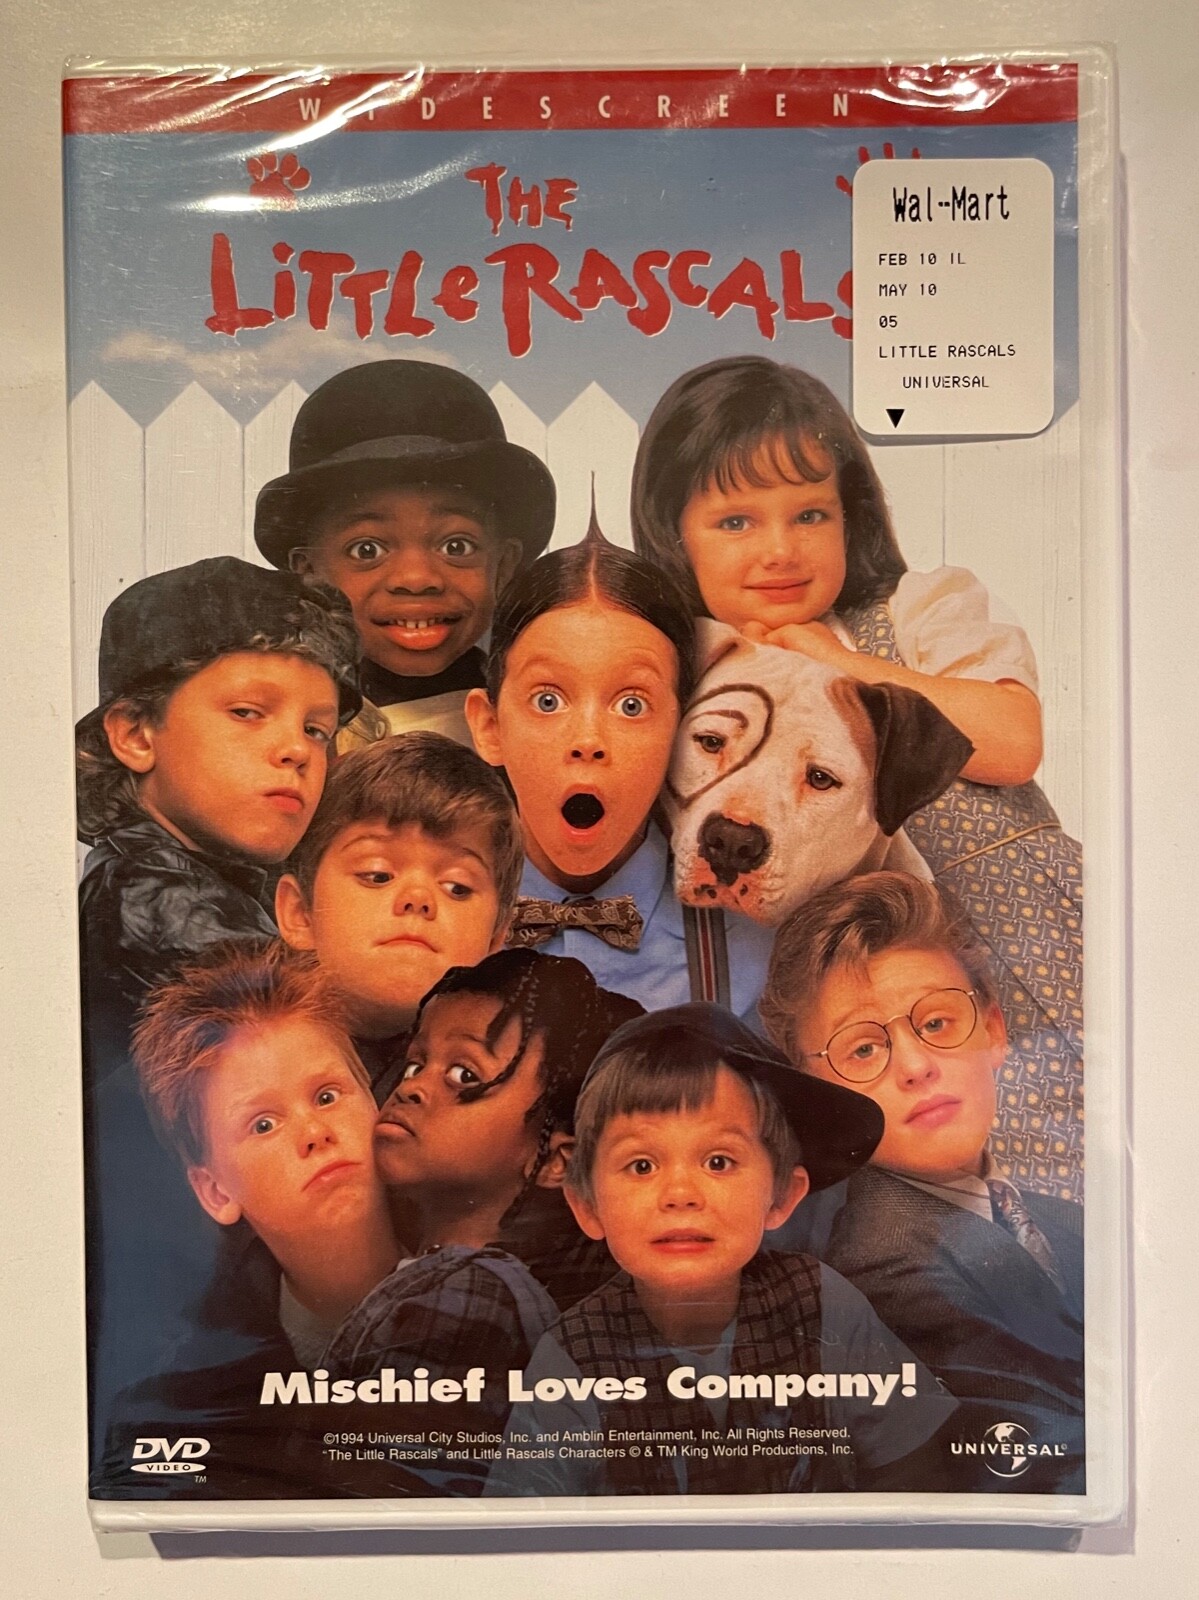 WIDESCREEN
THE
LITTLE RASCALS
Wal-Mart
FEB 10 IL
MAY 10
05
LITTLE RASCALS
UNIVERSAL
Mischief Loves Company!
©1994 Universal City Studios, Inc. and Amblin Entertainment, Inc. All Rights Reserved.
"The Little Rascals" and Little Rascals Characters © & TM King World Productions, Inc.
DVD
VIDEO
TM
UNIVERSAL®